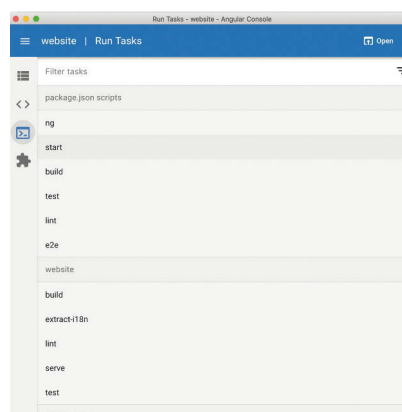 Run Tasks - website - Angular Console
website | Run Tasks
Open
Filter tasks
package.json scripts
ng
start
build
test
lint
e2e
website
build
extract-i18n
lint
serve
test